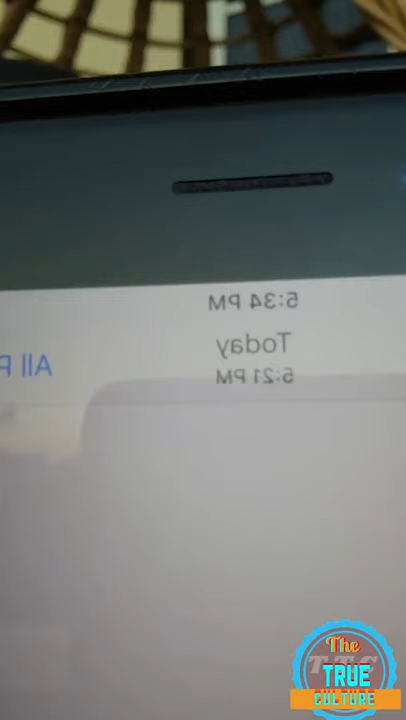 5:34 PM
Today
5:21 PM
All P
The
T.T.C
TRUE
CULTURE